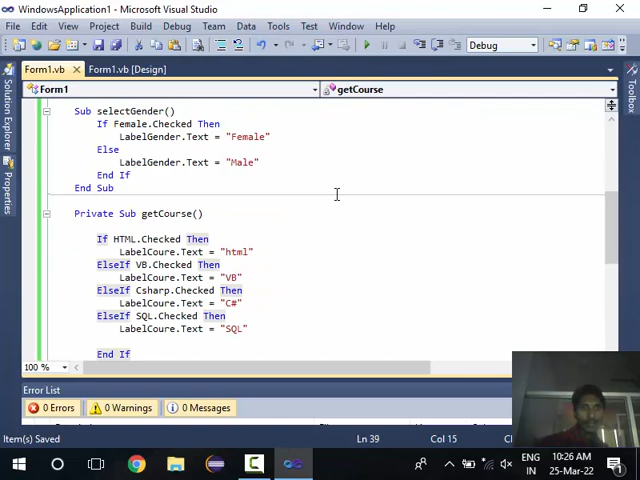 WindowsApplication1 - Microsoft Visual Studio
File Edit View Project Build Debug Team Data Tools Test Window Help
Debug
Form1.vb Form1.vb [Design]
Form1 getCourse
Solution Explorer
Properties
Toolbox
Sub selectGender()
If Female.Checked Then
LabelGender.Text = "Female"
Else
LabelGender.Text = "Male"
End If
End Sub
Private Sub getCourse()
If HTML.Checked Then
LabelCoure.Text = "html"
ElseIf VB.Checked Then
LabelCoure.Text = "VB"
ElseIf Csharp.Checked Then
LabelCoure.Text = "C#"
ElseIf SQL.Checked Then
LabelCoure.Text = "SQL"
End If
100 %
Error List
0 Errors 0 Warnings 0 Messages
Item(s) Saved Ln 39 Col 15
ENG
IN
10:26 AM
25-Mar-22